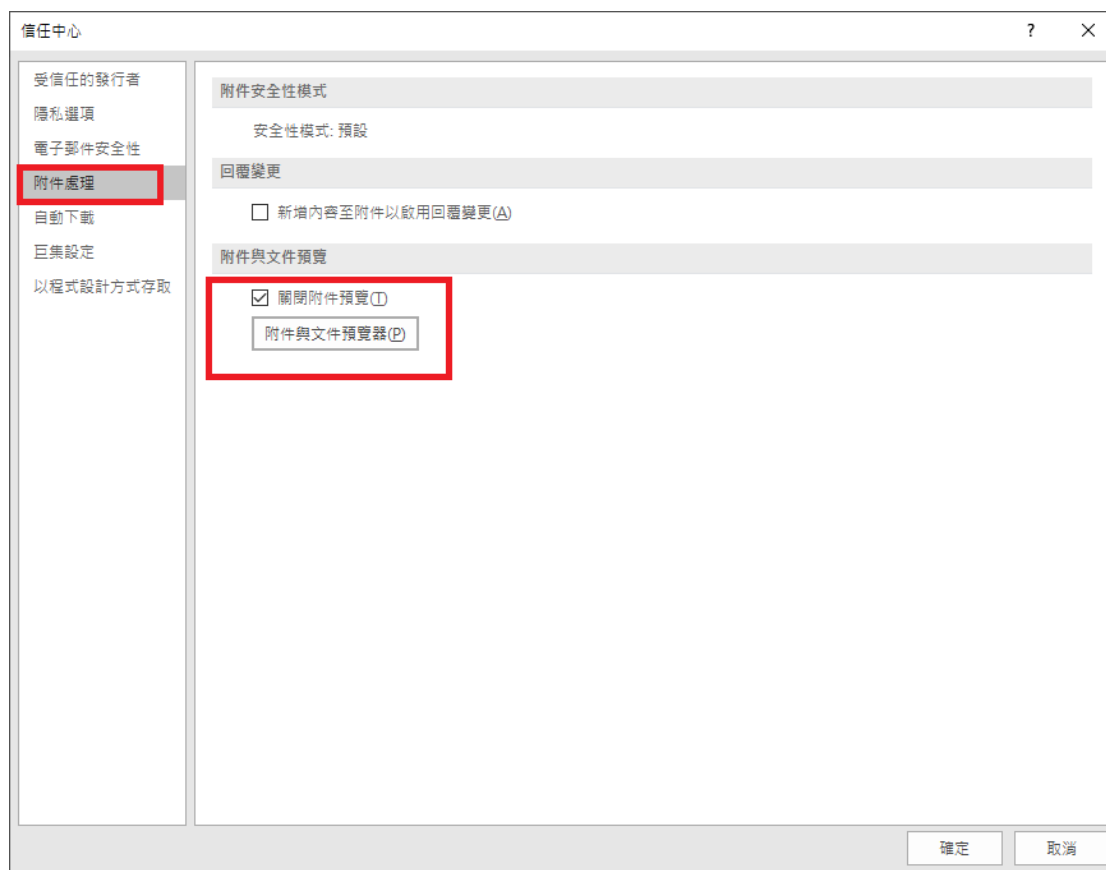 信任中心
?
受信任的發行者
隱私選項
電子郵件安全性
附件處理
自動下載
巨集設定
以程式設計方式存取
附件安全性模式
安全性模式: 預設
回覆變更
新增內容至附件以啟用回覆變更(A)
附件與文件預覽
關閉附件預覽(T)
附件與文件預覽器(P)
確定
取消